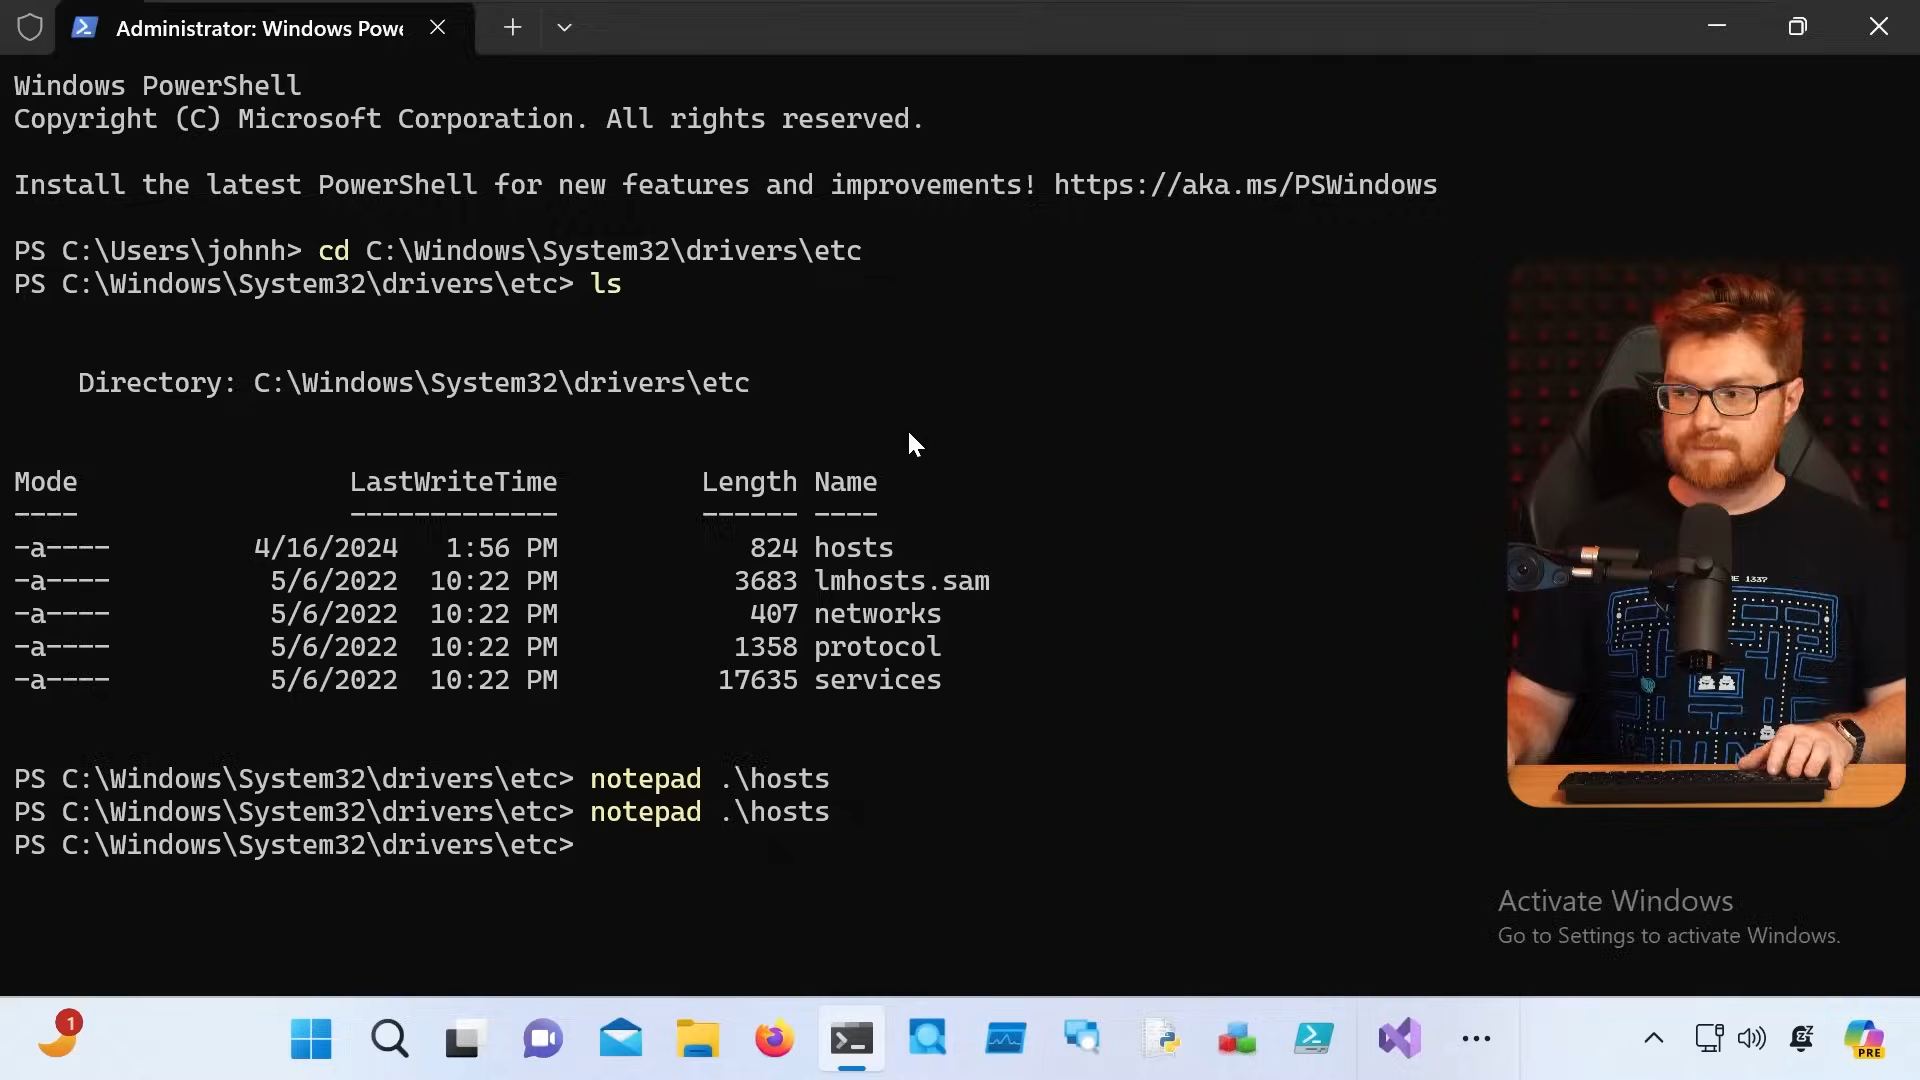 Administrator: Windows Powe
Windows PowerShell
Copyright (C) Microsoft Corporation. All rights reserved.
Install the latest PowerShell for new features and improvements! https://aka.ms/PSWindows
PS C:\Users\johnh> cd C:\Windows\System32\drivers\etc
PS C:\Windows\System32\drivers\etc> ls
Directory: C:\Windows\System32\drivers\etc
Mode LastWriteTime Length Name
---- ------------- ------ ----
-a---- 4/16/2024 1:56 PM 824 hosts
-a---- 5/6/2022 10:22 PM 3683 lmhosts.sam
-a---- 5/6/2022 10:22 PM 407 networks
-a---- 5/6/2022 10:22 PM 1358 protocol
-a---- 5/6/2022 10:22 PM 17635 services
PS C:\Windows\System32\drivers\etc> notepad .\hosts
PS C:\Windows\System32\drivers\etc> notepad .\hosts
PS C:\Windows\System32\drivers\etc>
1337
Activate Windows
Go to Settings to activate Windows.
1
PRE